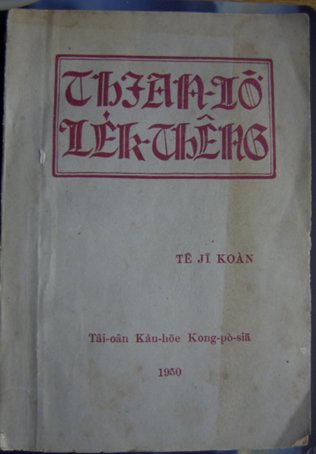 THIAN-LŌ͘
LE̍K-THÊNG
TĒ JĪ KOÀN
Tâi-oân Kàu-hōe Kong-pò-siā
1950